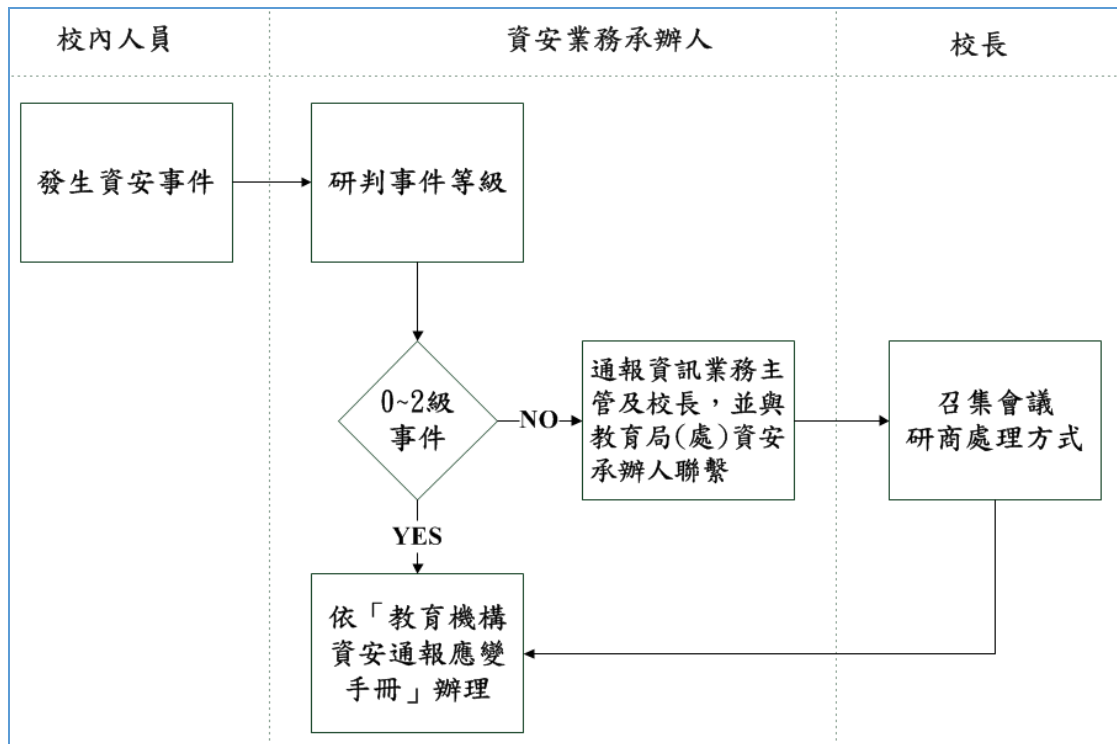 校內人員
資安業務承辦人
校長
發生資安事件
研判事件等級
0~2級
事件
NO
通報資訊業務主
管及校長，並與
教育局(處)資安
承辦人聯繫
召集會議
研商處理方式
YES
依「教育機構
資安通報應變
手冊」辦理